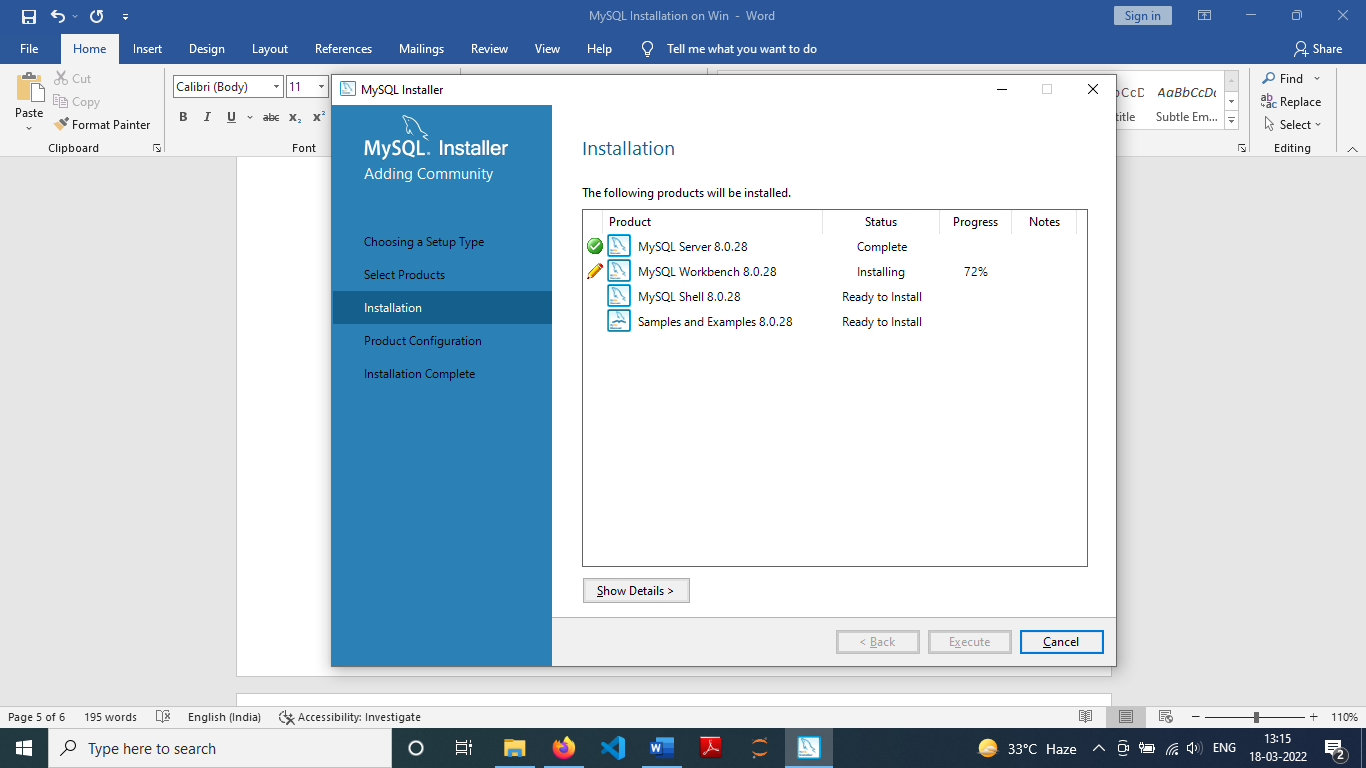 MySQL Installation on Win - Word
Sign in
File Home Insert Design Layout References Mailings Review View Help Tell me what you want to do Share
Cut
Copy
Paste
Format Painter
Clipboard
Calibri (Body) 11
B I U abc x₂ x²
Font
AaBbCcDc
Subtle Em...
Find
Replace
Select
Editing
MySQL Installer
MySQL. Installer
Adding Community
Choosing a Setup Type
Select Products
Installation
Product Configuration
Installation Complete
Installation
The following products will be installed.
Product Status Progress Notes
MySQL Server 8.0.28 Complete
MySQL Workbench 8.0.28 Installing 72%
MySQL Shell 8.0.28 Ready to Install
Samples and Examples 8.0.28 Ready to Install
Show Details >
< Back Execute Cancel
Page 5 of 6 195 words English (India) Accessibility: Investigate 110%
Type here to search
33°C Haze ENG
13:15
18-03-2022
2